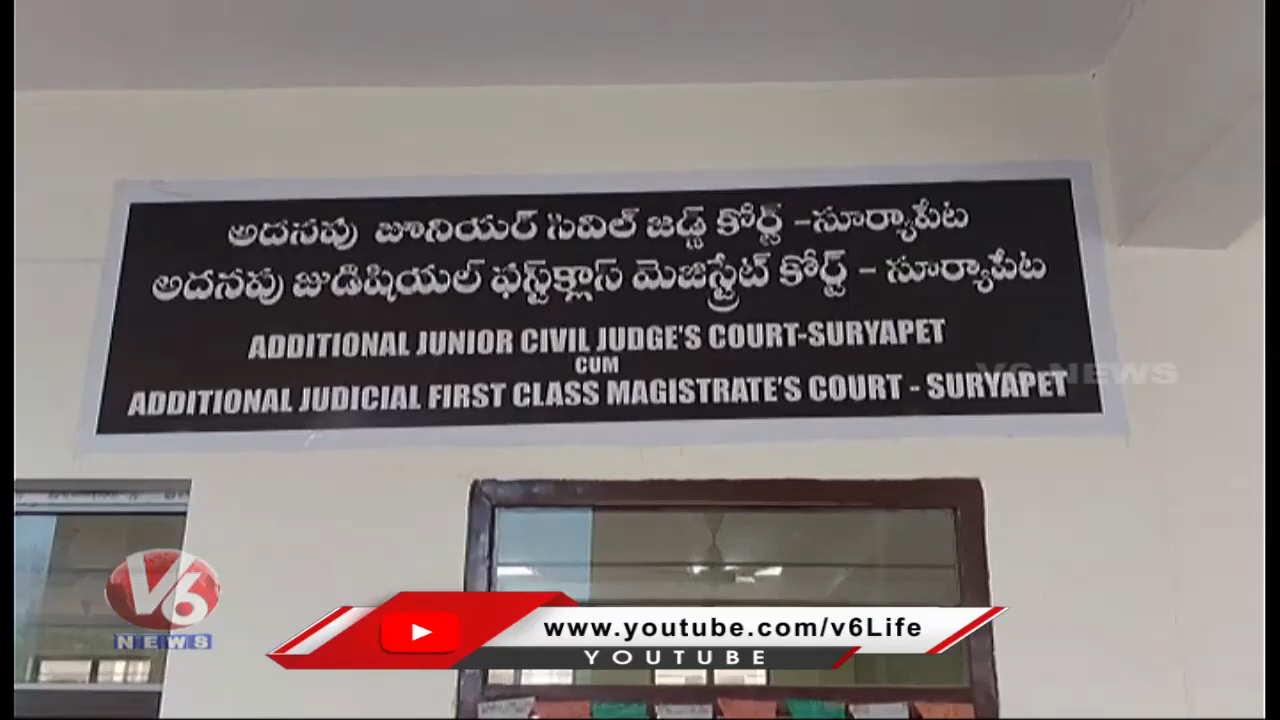 అదనపు జూనియర్ సివిల్ జడ్జ్ కోర్ట్ -సూర్యాపేట
అదనపు జుడిషియల్ ఫస్ట్‌క్లాస్ మెజిస్ట్రేట్ కోర్ట్ - సూర్యాపేట
ADDITIONAL JUNIOR CIVIL JUDGE'S COURT-SURYAPET
CUM
V6 NEWS
ADDITIONAL JUDICIAL FIRST CLASS MAGISTRATE'S COURT - SURYAPET
V6
NEWS
www.youtube.com/v6Life
YOUTUBE